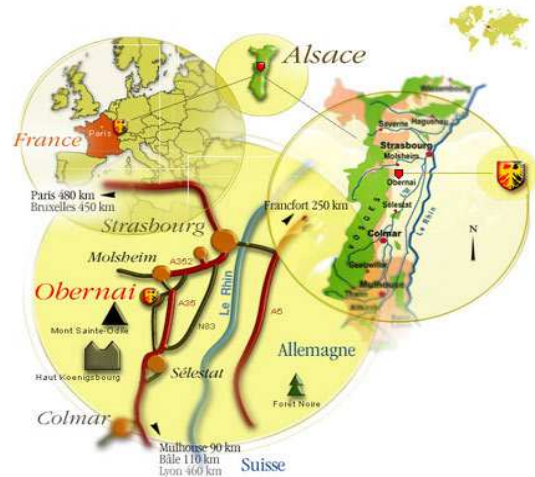 Alsace
France
Paris
Paris 480 km
Bruxelles 450 km
Francfort 250 km
Strasbourg
Molsheim
A352
Obernai
A35
N83
Le Rhin
A5
Mont Sainte-Odile
Haut Koenigsbourg
Sélestat
Allemagne
Forêt Noire
Colmar
Mulhouse 90 km
Bâle 110 km
Lyon 460 km
Suisse
Saverne
Haguenau
Strasbourg
Molsheim
Obernai
Sélestat
VOSGES
Colmar
Le Rhin
N
Mulhouse